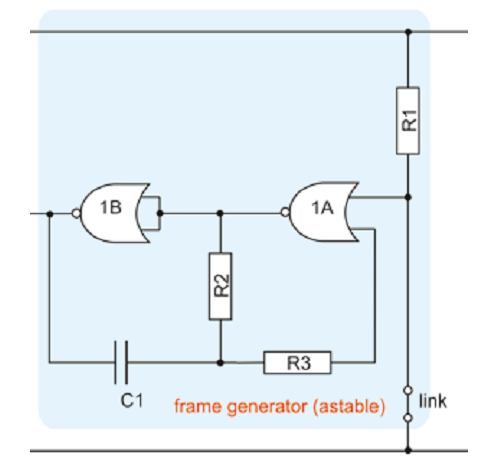 R1
1B
1A
R2
R3
C1
link
frame generator (astable)